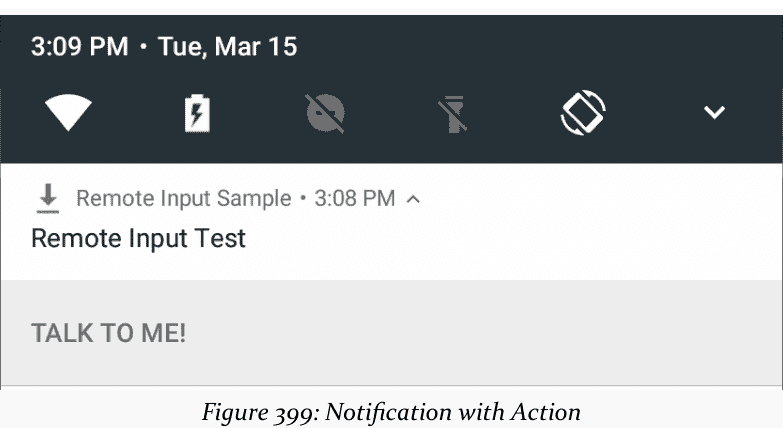 3:09 PM • Tue, Mar 15
Remote Input Sample • 3:08 PM
Remote Input Test
TALK TO ME!
Figure 399: Notification with Action